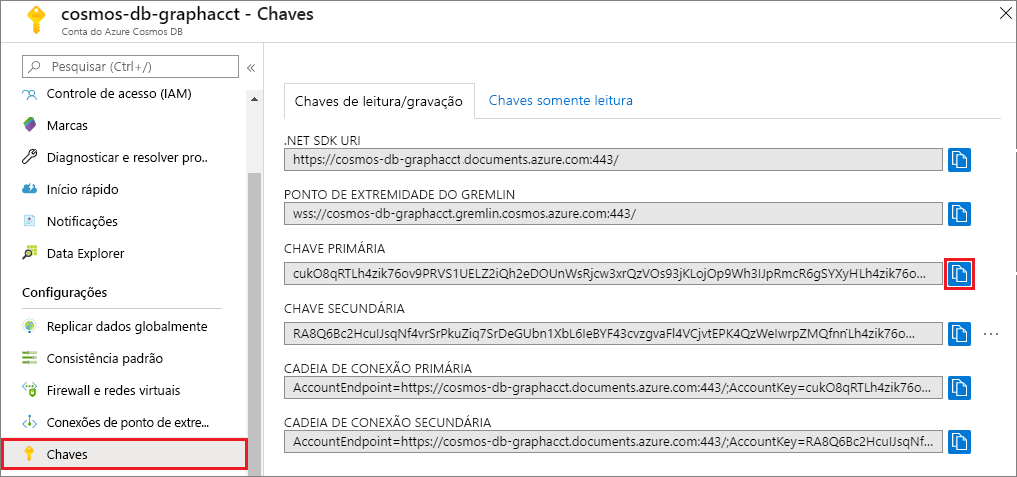 cosmos-db-graphacct - Chaves
Conta do Azure Cosmos DB
Pesquisar (Ctrl+/)
Controle de acesso (IAM)
Marcas
Diagnosticar e resolver pro..
Início rápido
Notificações
Data Explorer
Configurações
Replicar dados globalmente
Consistência padrão
Firewall e redes virtuais
Conexões de ponto de extre...
Chaves
Chaves de leitura/gravação
Chaves somente leitura
.NET SDK URI
https://cosmos-db-graphacct.documents.azure.com:443/
PONTO DE EXTREMIDADE DO GREMLIN
wss://cosmos-db-graphacct.gremlin.cosmos.azure.com:443/
CHAVE PRIMÁRIA
cukO8qRTLh4zik76ov9PRVS1UELZ2iQh2eDOUnWsRjcw3xrQzVOs93jKLojOp9Wh3IJpRmcR6gSYXyHLh4zik76o...
CHAVE SECUNDÁRIA
RA8Q6Bc2HcuIJsqNf4vrSrPkuZiq7SrDeGUbn1XbL6IeBYF43cvzgvaFl4VCjvtEPK4QzWeIwrpZMQfnn¨Lh4zik76o...
CADEIA DE CONEXÃO PRIMÁRIA
AccountEndpoint=https://cosmos-db-graphacct.documents.azure.com:443/;AccountKey=cukO8qRTLh4zik76o...
CADEIA DE CONEXÃO SECUNDÁRIA
AccountEndpoint=https://cosmos-db-graphacct.documents.azure.com:443/;AccountKey=RA8Q6Bc2HcuIJsqNf...